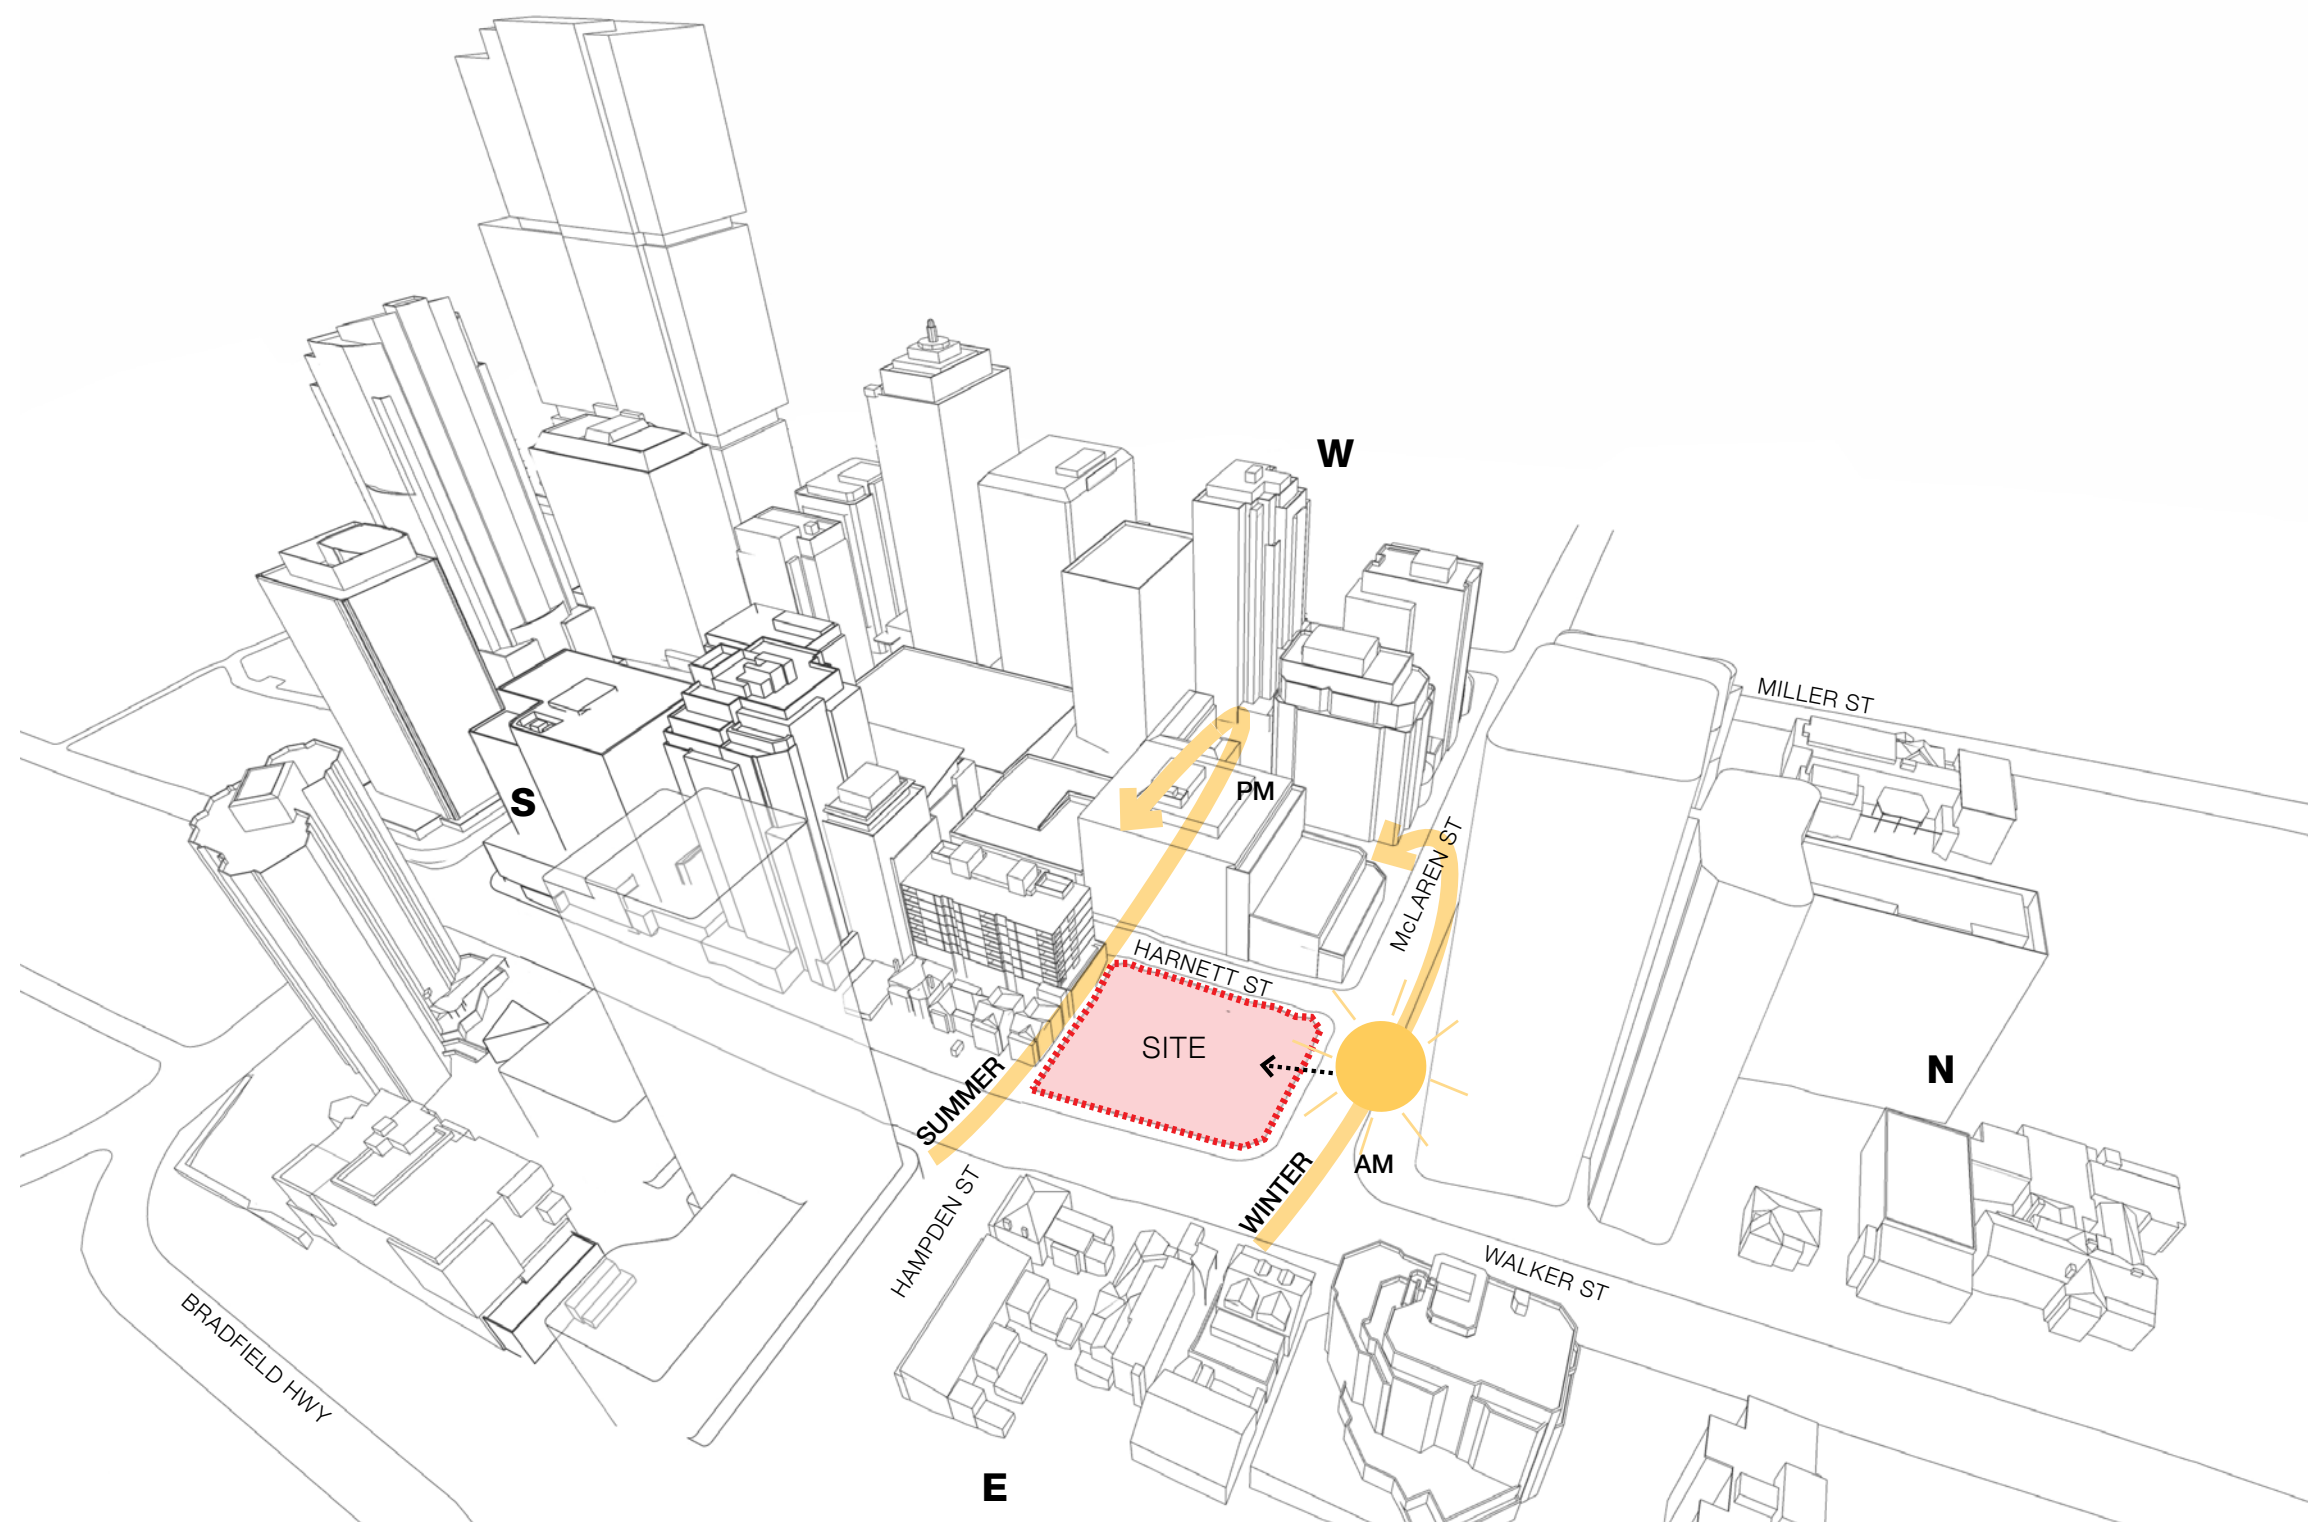 W
MILLER ST
S
PM
McLAREN ST
HARNETT ST
SITE
N
SUMMER
AM
WINTER
HAMPDEN ST
WALKER ST
BRADFIELD HWY
E